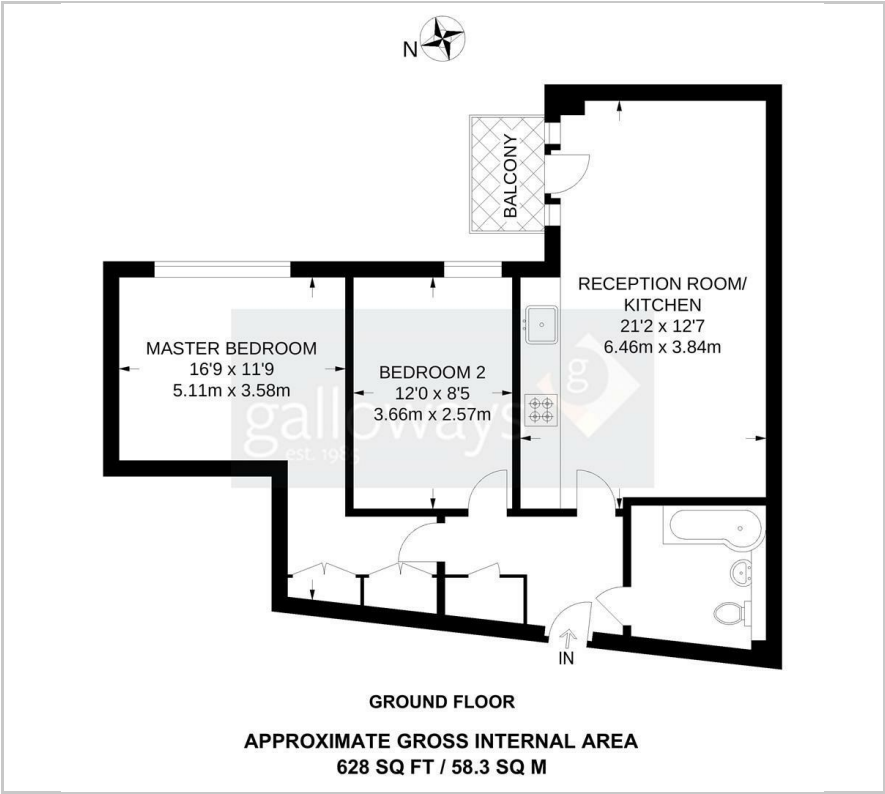 N
BALCONY
RECEPTION ROOM/
KITCHEN
21'2 x 12'7
6.46m x 3.84m
MASTER BEDROOM
16'9 x 11'9
5.11m x 3.58m
BEDROOM 2
12'0 x 8'5
3.66m x 2.57m
g
galloways
est. 1985
IN
GROUND FLOOR
APPROXIMATE GROSS INTERNAL AREA
628 SQ FT / 58.3 SQ M